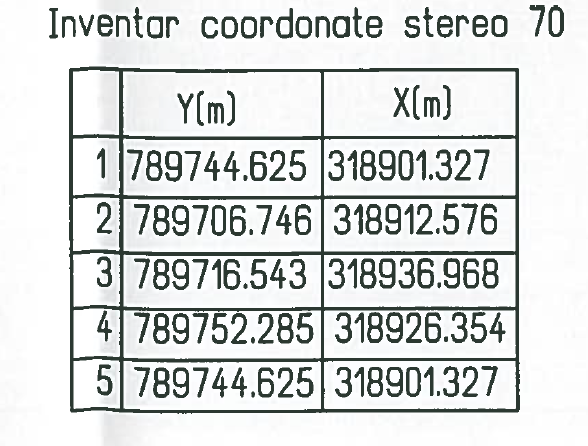 Inventar coordonate stereo 70
Y(m) X(m)
1 789744.625 318901.327
2 789706.746 318912.576
3 789716.543 318936.968
4 789752.285 318926.354
5 789744.625 318901.327